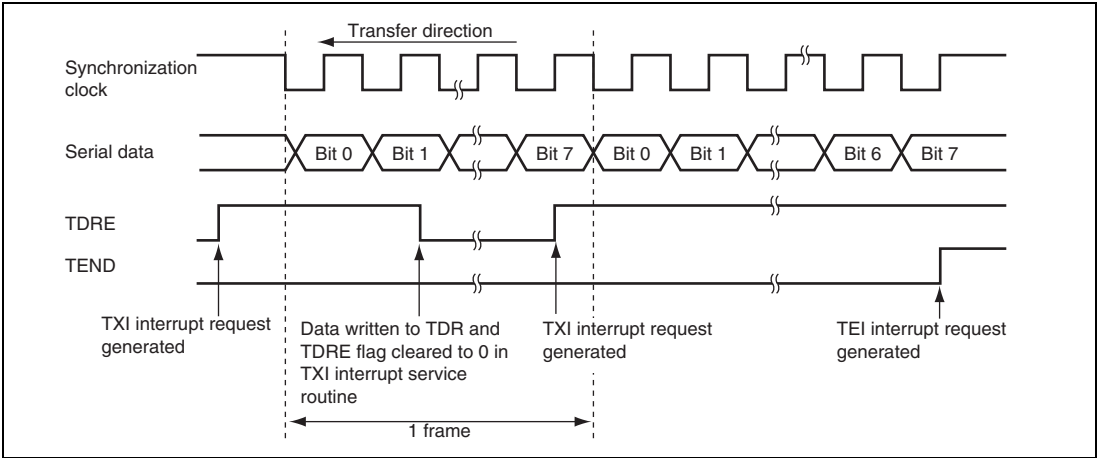 Transfer direction
Synchronization
clock
Serial data
Bit 0
Bit 1
Bit 7
Bit 0
Bit 1
Bit 6
Bit 7
TDRE
TEND
TXI interrupt request
generated
Data written to TDR and
TDRE flag cleared to 0 in
TXI interrupt service
routine
TXI interrupt request
generated
TEI interrupt request
generated
1 frame